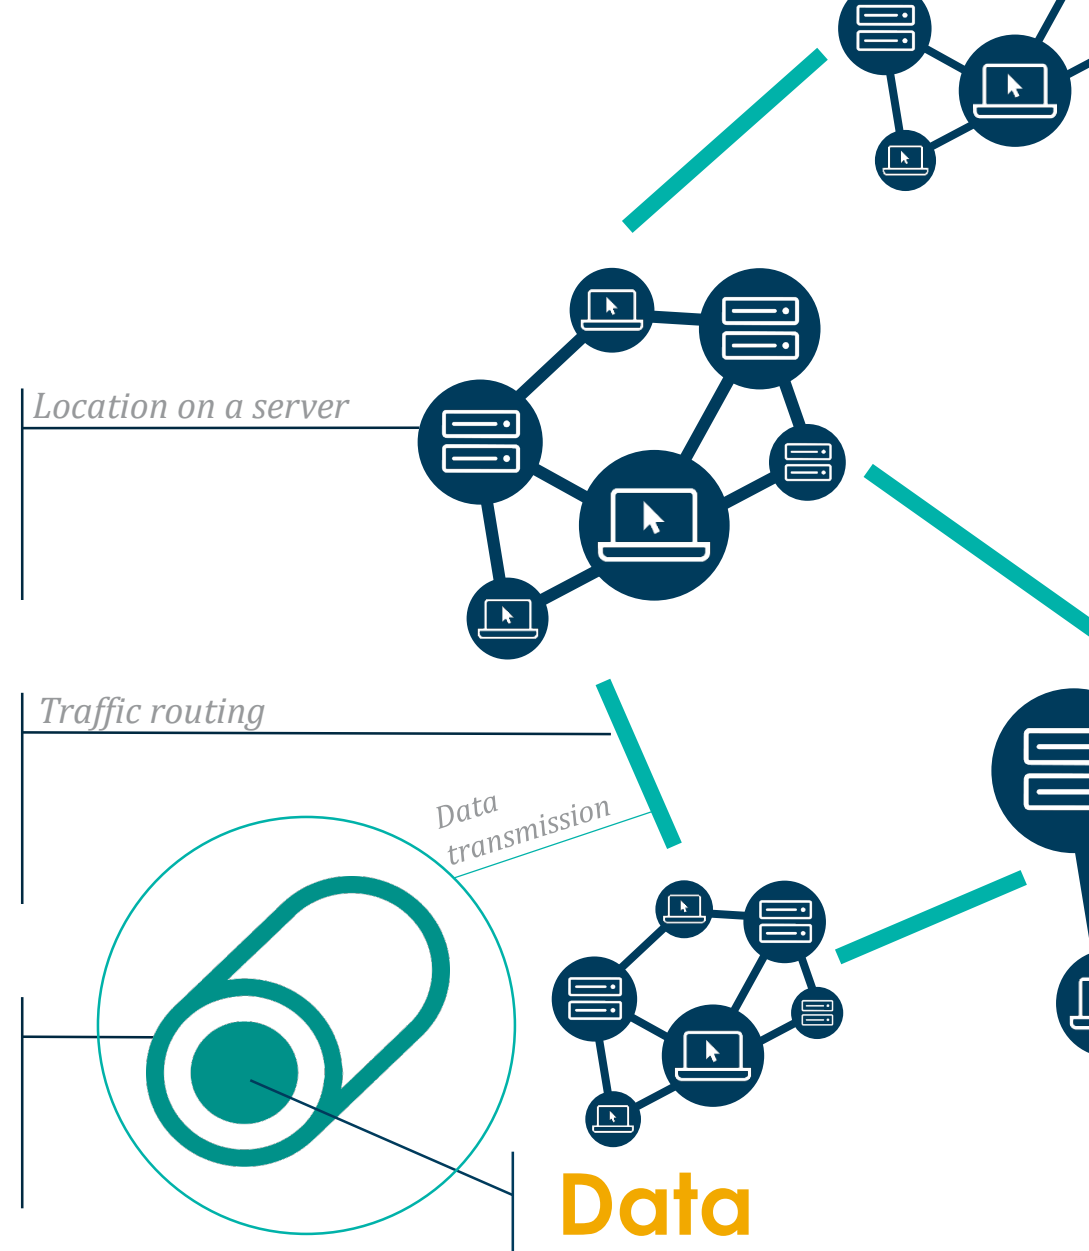 Location on a server
Traffic routing
Data
transmission
Data